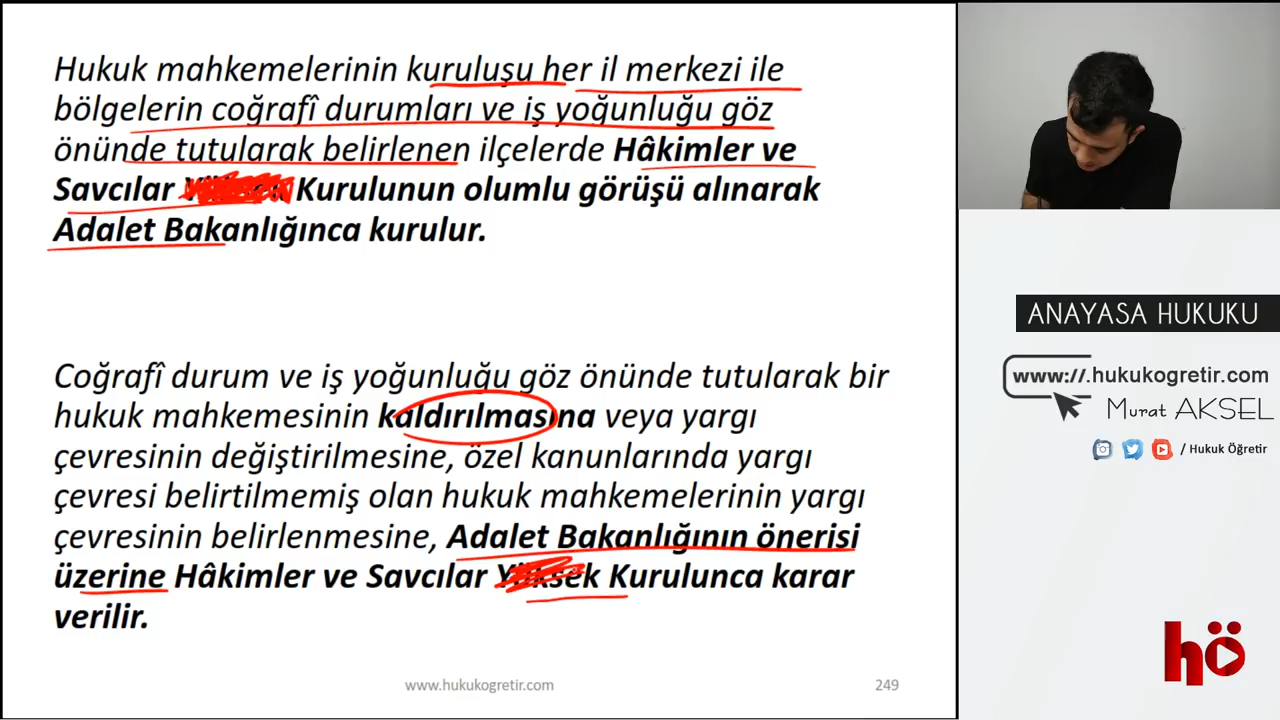 Hukuk mahkemelerinin kuruluşu her il merkezi ile
bölgelerin coğrafî durumları ve iş yoğunluğu göz
önünde tutularak belirlenen ilçelerde Hâkimler ve
Savcılar Kurulunun olumlu görüşü alınarak
Adalet Bakanlığınca kurulur.
Coğrafî durum ve iş yoğunluğu göz önünde tutularak bir
hukuk mahkemesinin kaldırılmasına veya yargı
çevresinin değiştirilmesine, özel kanunlarında yargı
çevresi belirtilmemiş olan hukuk mahkemelerinin yargı
çevresinin belirlenmesine, Adalet Bakanlığının önerisi
üzerine Hâkimler ve Savcılar Yüksek Kurulunca karar
verilir.
www.hukukogretir.com
249
ANAYASA HUKUKU
www://.hukukogretir.com
Murat AKSEL
/ Hukuk Öğretir
hö